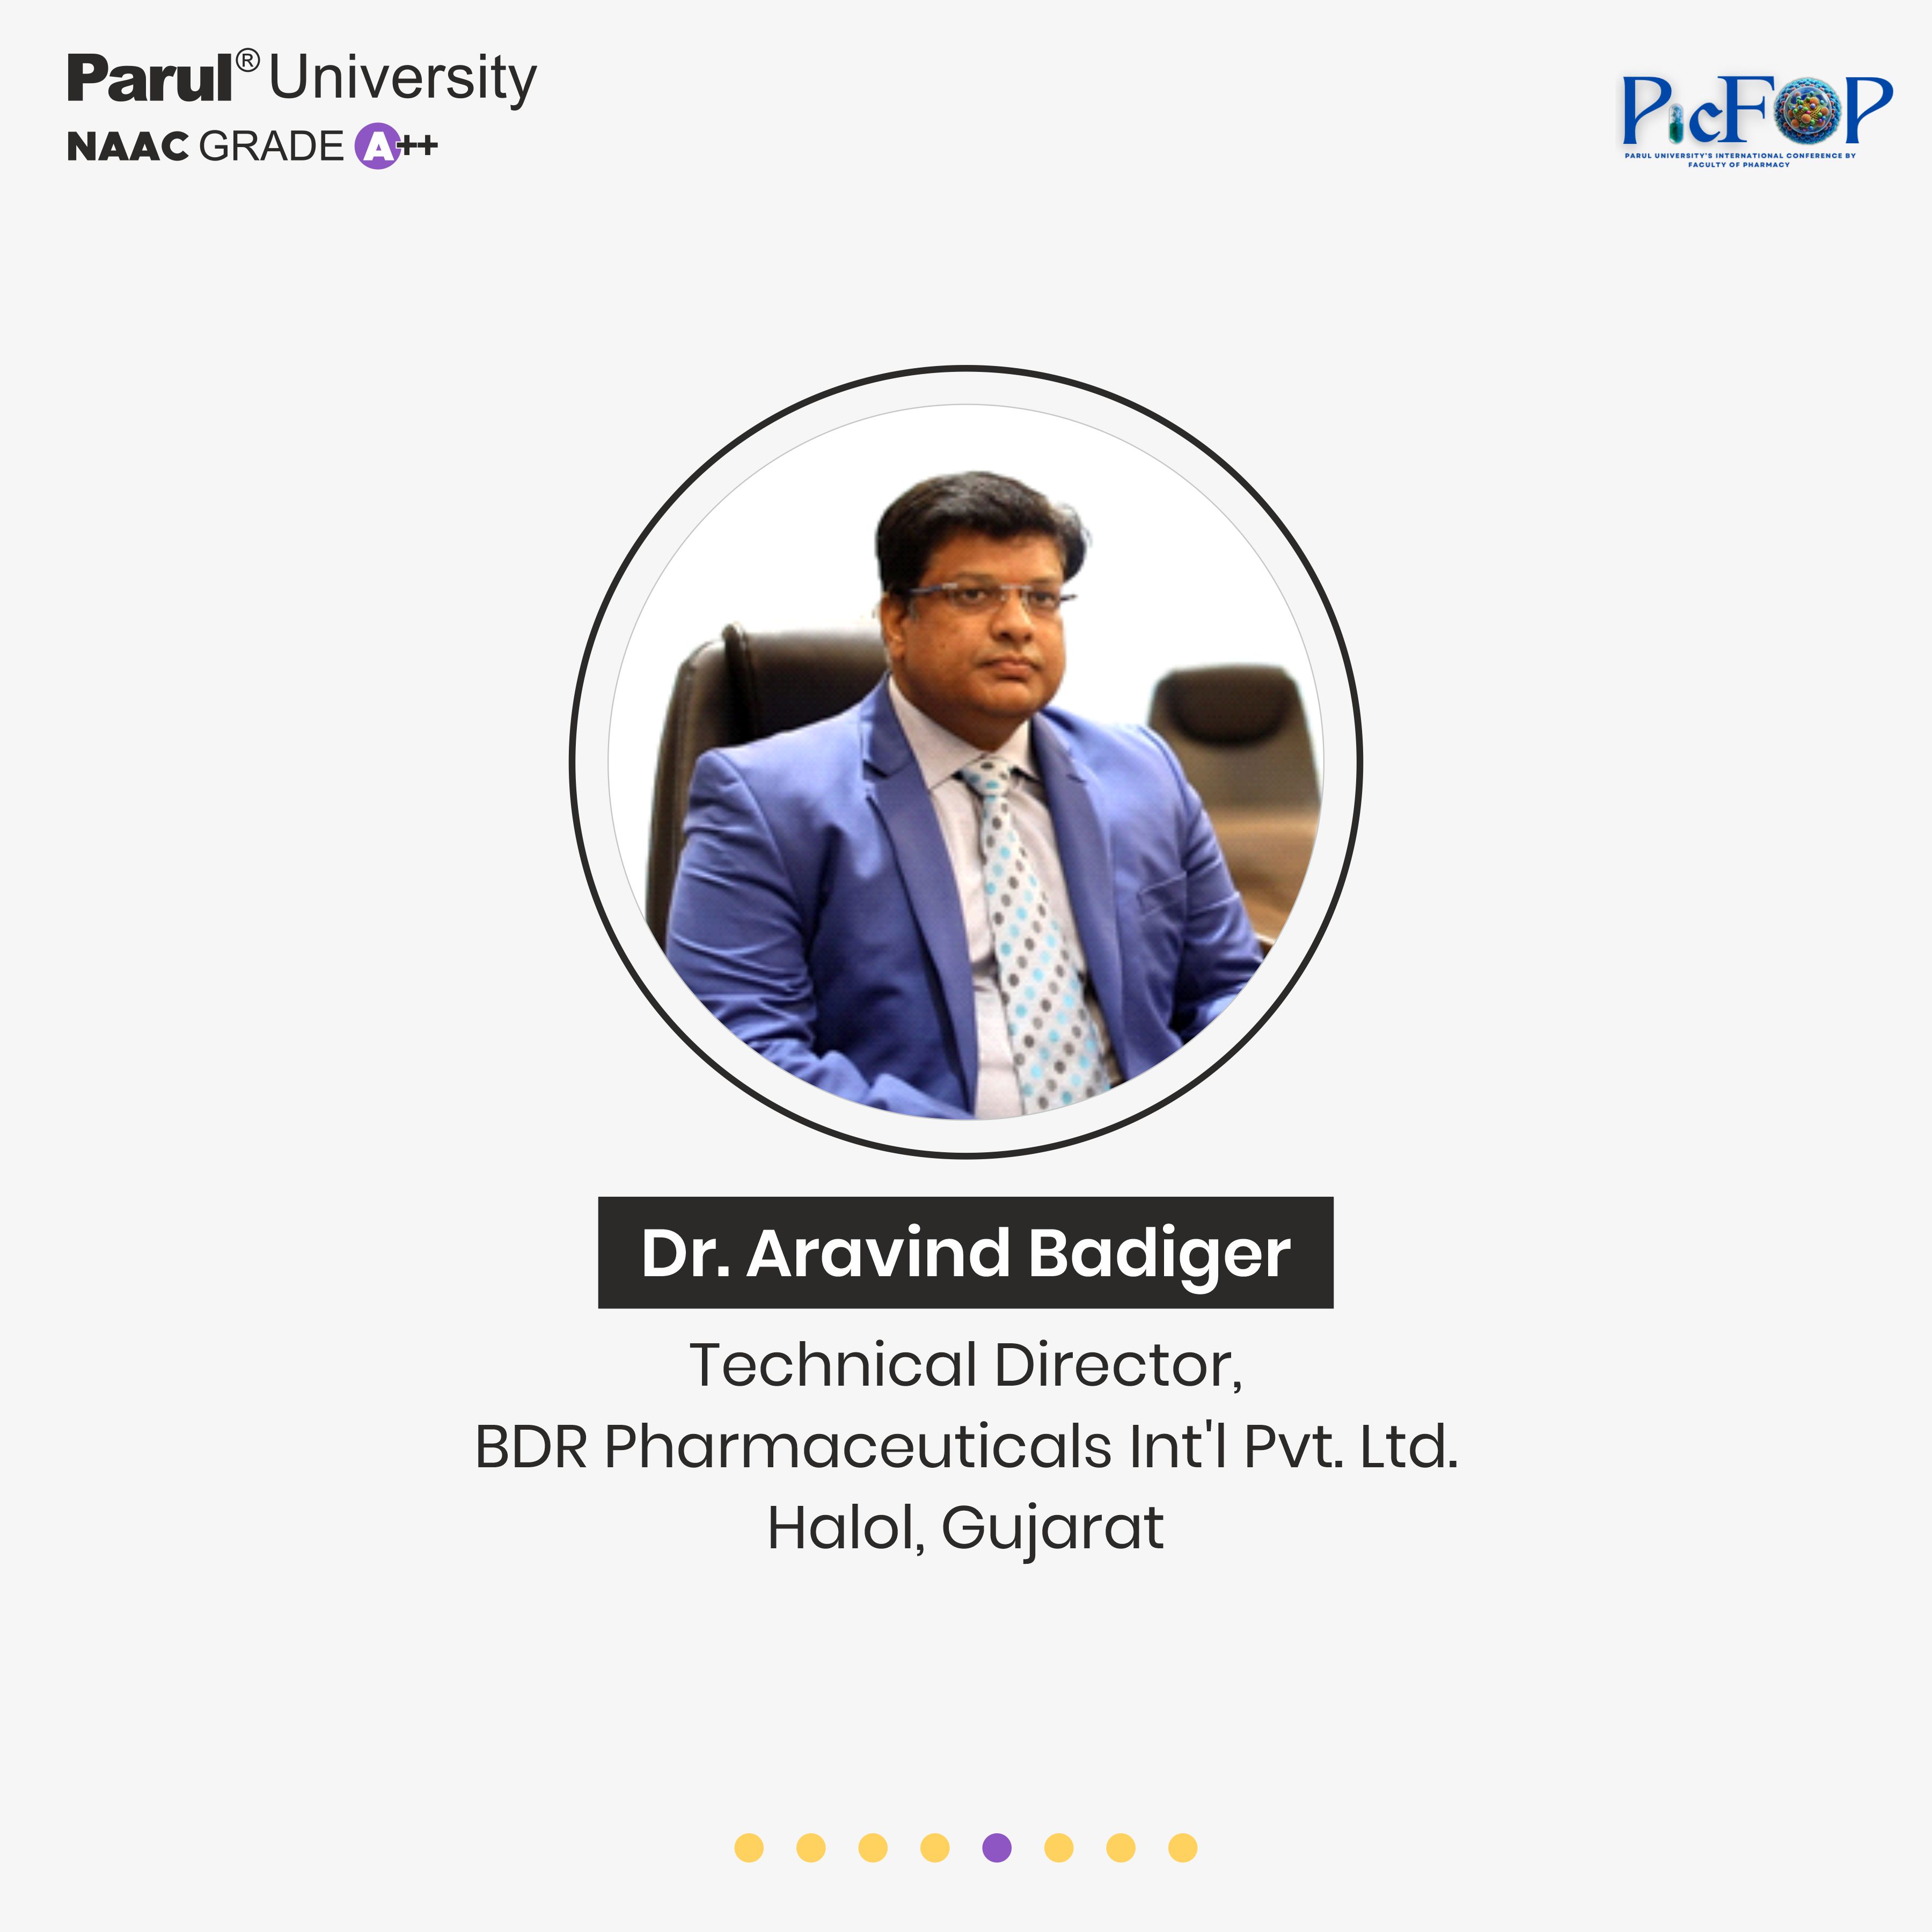 Parul® University
NAAC GRADE A++
PicFOP
PARUL UNIVERSITY'S INTERNATIONAL CONFERENCE BY
FACULTY OF PHARMACY
Dr. Aravind Badiger
Technical Director,
BDR Pharmaceuticals Int'l Pvt. Ltd.
Halol, Gujarat